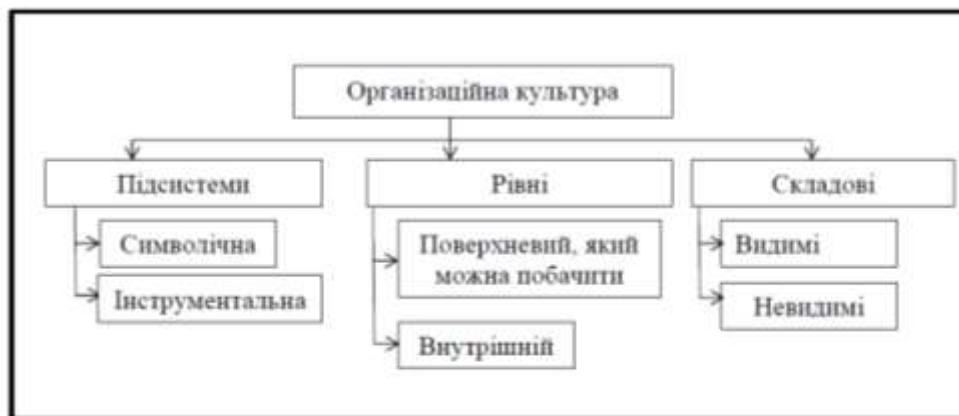 Організаційна культура
Підсистеми
Символічна
Інструментальна
Рівні
Поверхневий, який
можна побачити
Внутрішній
Складові
Видимі
Невидимі